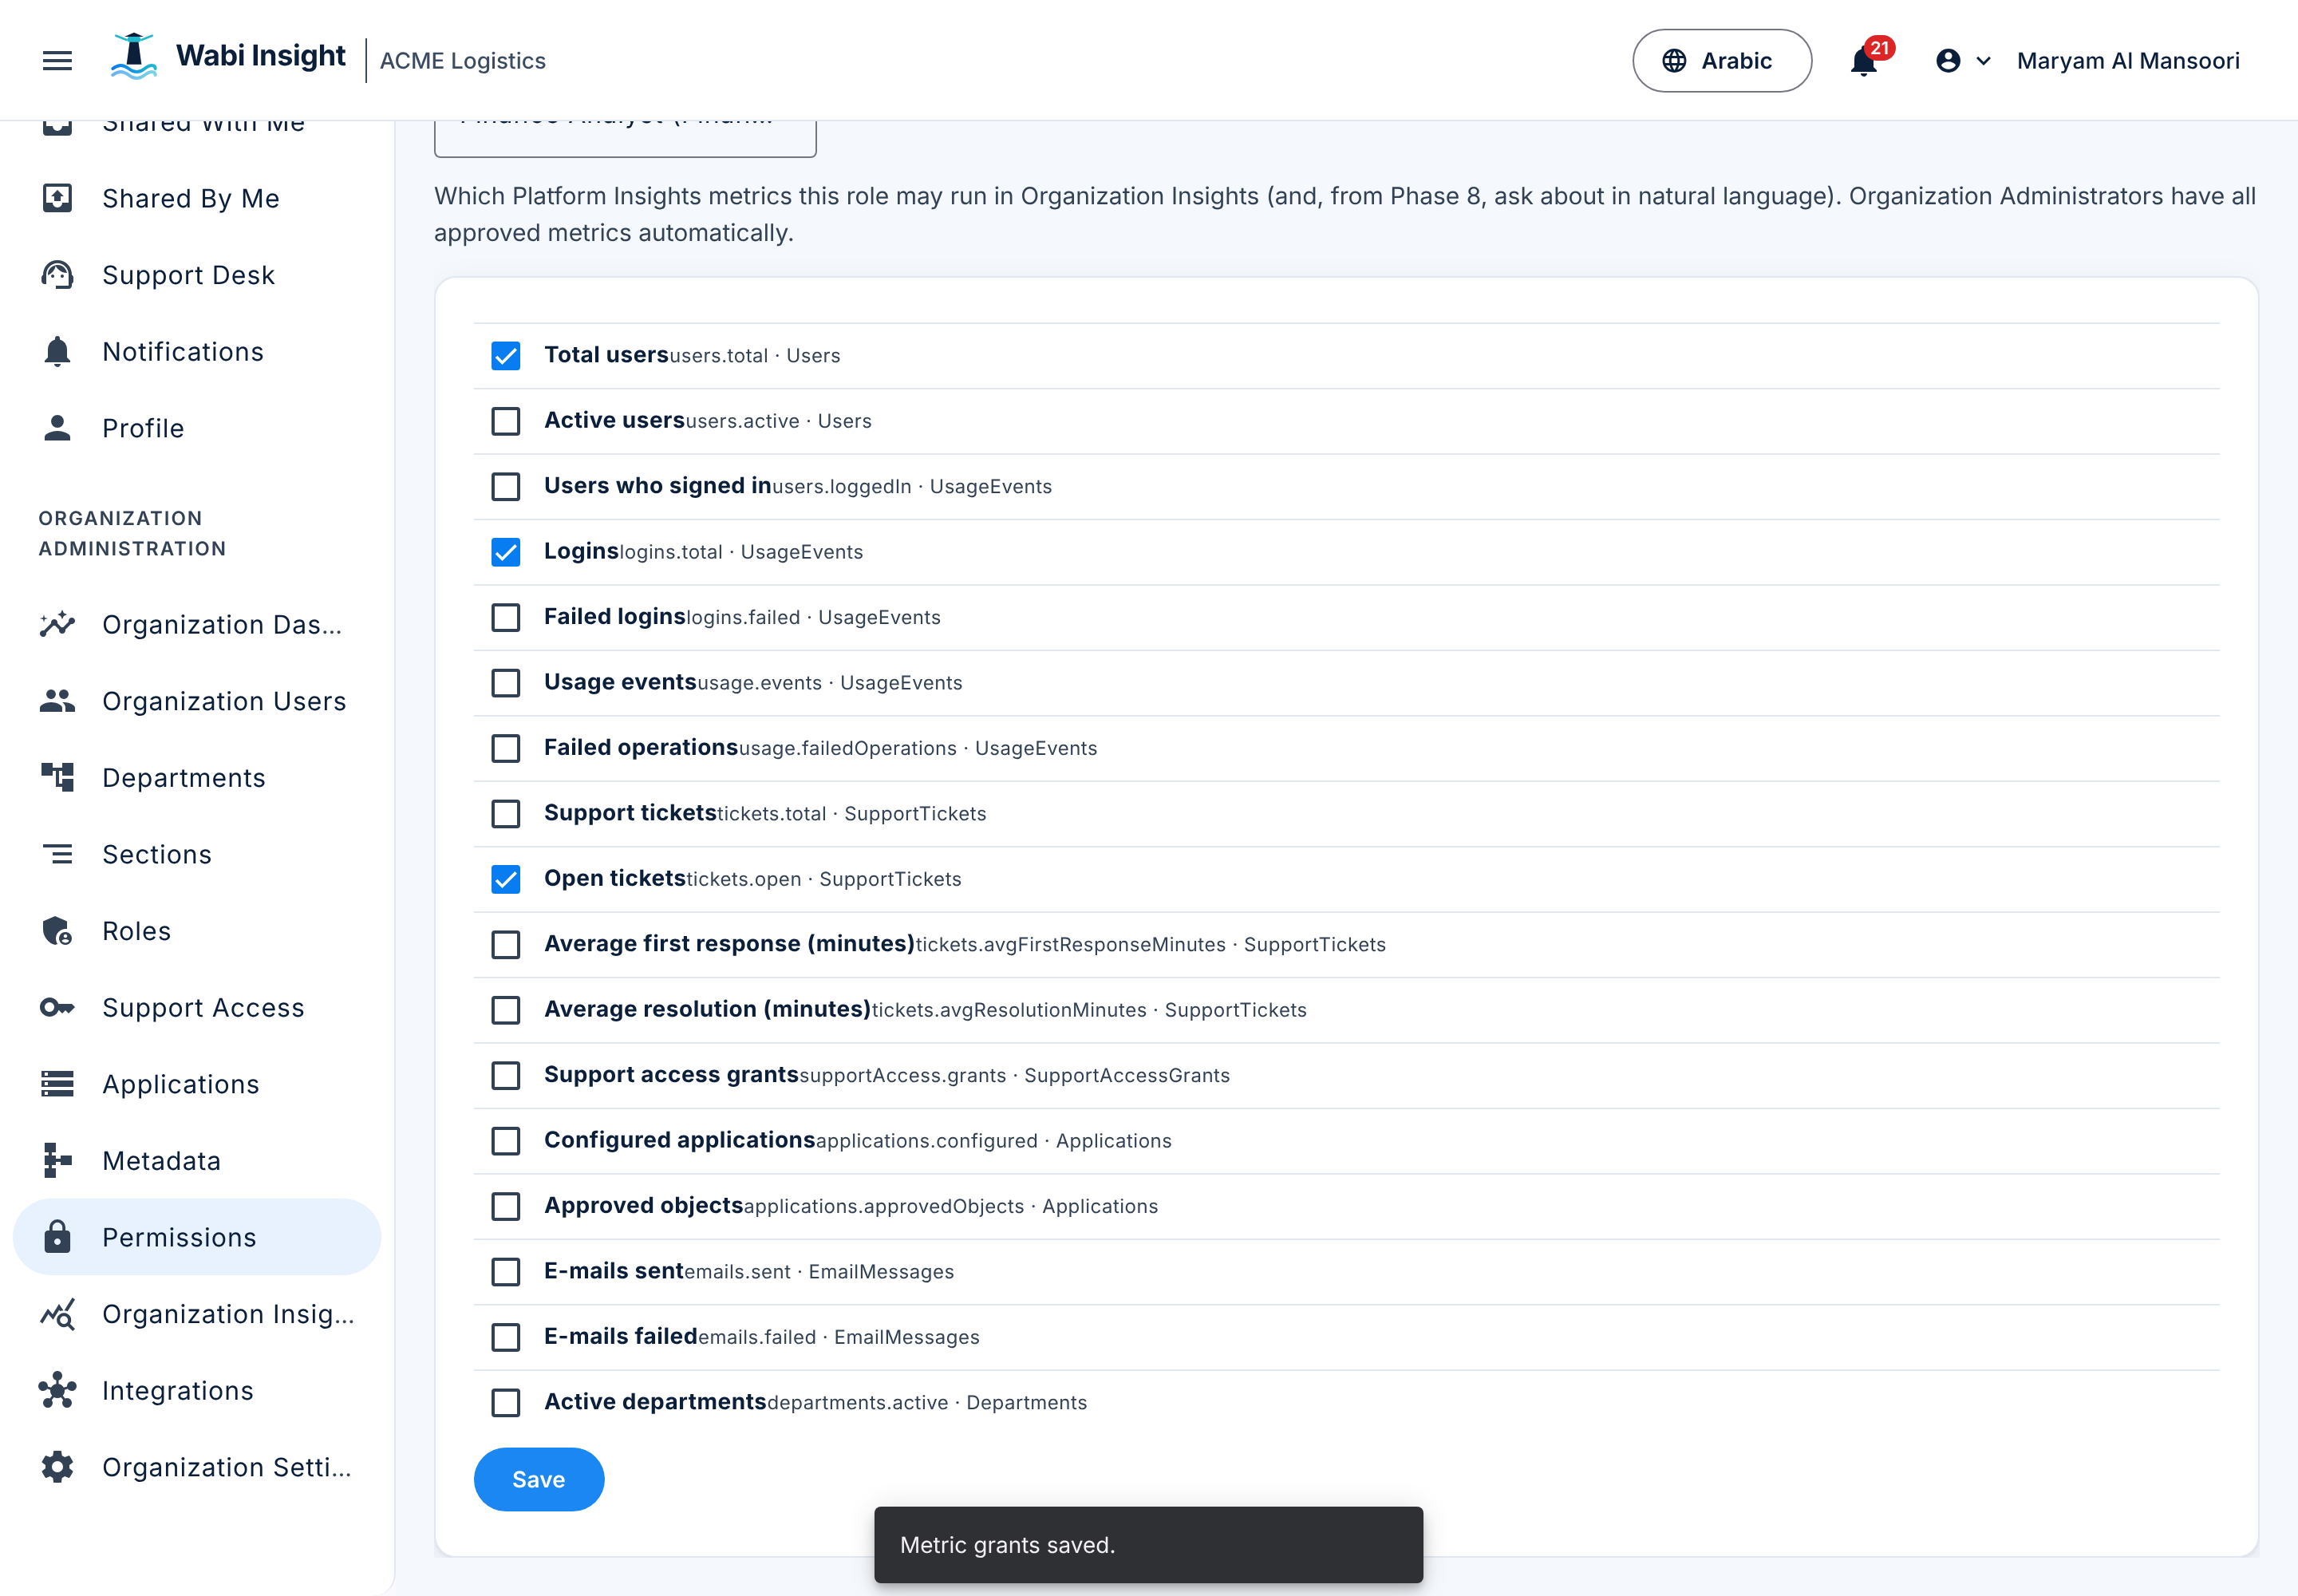 Wabi Insight
ACME Logistics
Arabic
21
Maryam Al Mansoori
Shared With Me
Shared By Me
Support Desk
Notifications
Profile
ORGANIZATION
ADMINISTRATION
Organization Das...
Organization Users
Departments
Sections
Roles
Support Access
Applications
Metadata
Permissions
Organization Insig...
Integrations
Organization Setti...
Finance Analyst (Finan...
Which Platform Insights metrics this role may run in Organization Insights (and, from Phase 8, ask about in natural language). Organization Administrators have all
approved metrics automatically.
Total usersusers.total · Users
Active usersusers.active · Users
Users who signed inusers.loggedIn · UsageEvents
Loginslogins.total · UsageEvents
Failed loginslogins.failed · UsageEvents
Usage eventsusage.events · UsageEvents
Failed operationsusage.failedOperations · UsageEvents
Support ticketstickets.total · SupportTickets
Open ticketstickets.open · SupportTickets
Average first response (minutes)tickets.avgFirstResponseMinutes · SupportTickets
Average resolution (minutes)tickets.avgResolutionMinutes · SupportTickets
Support access grantssupportAccess.grants · SupportAccessGrants
Configured applicationsapplications.configured · Applications
Approved objectsapplications.approvedObjects · Applications
E-mails sentemails.sent · EmailMessages
E-mails failedemails.failed · EmailMessages
Active departmentsdepartments.active · Departments
Save
Metric grants saved.